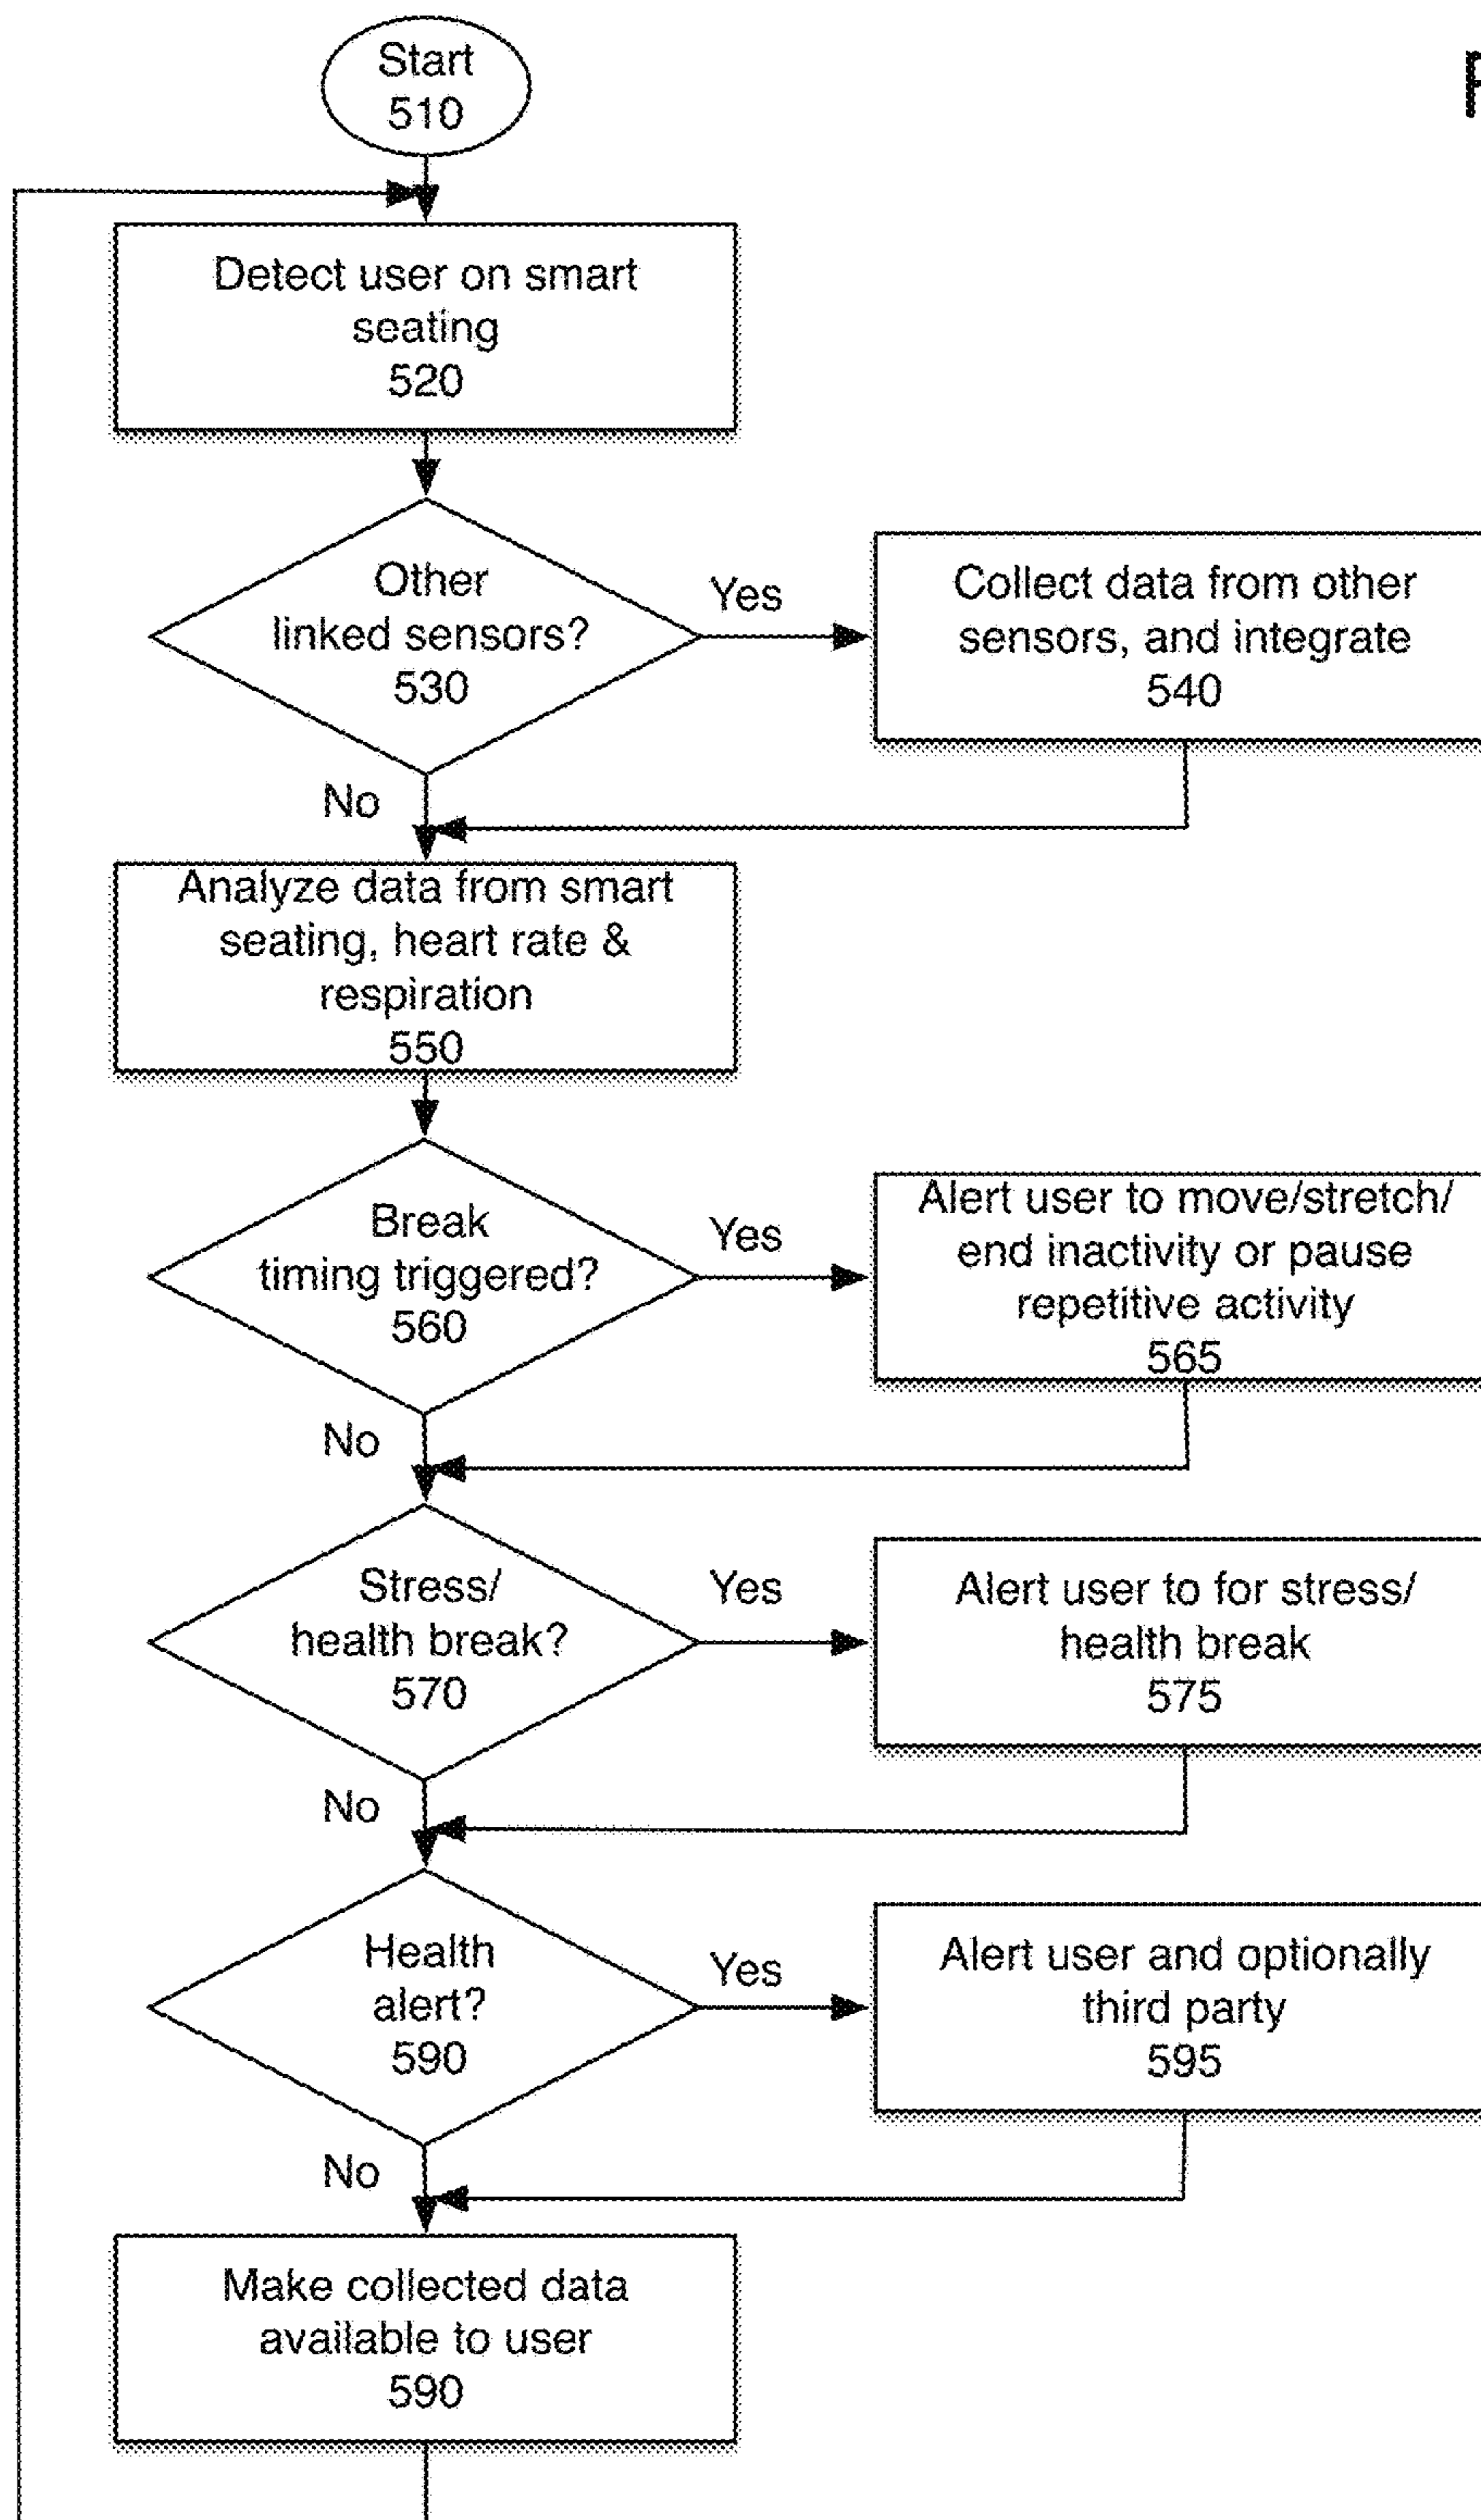 Start
510
Detect user on smart
seating
520
Other
linked sensors?
530
Yes
Collect data from other
sensors, and integrate
540
No
Analyze data from smart
seating, heart rate &
respiration
550
Break
timing triggered?
560
Yes
Alert user to move/stretch/
end inactivity or pause
repetitive activity
565
No
Stress/
health break?
570
Yes
Alert user to for stress/
health break
575
No
Health
alert?
590
Yes
Alert user and optionally
third party
595
No
Make collected data
available to user
590